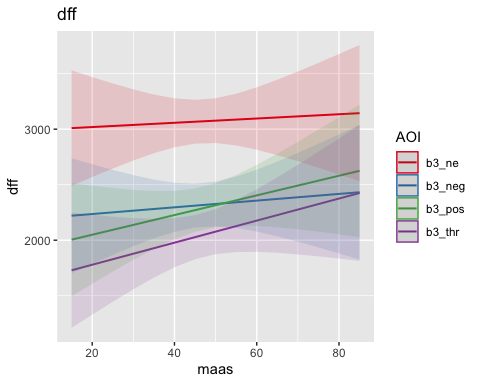 dff
dff
3000
2000
20
40
60
80
maas
AOI
b3_ne
b3_neg
b3_pos
b3_thr